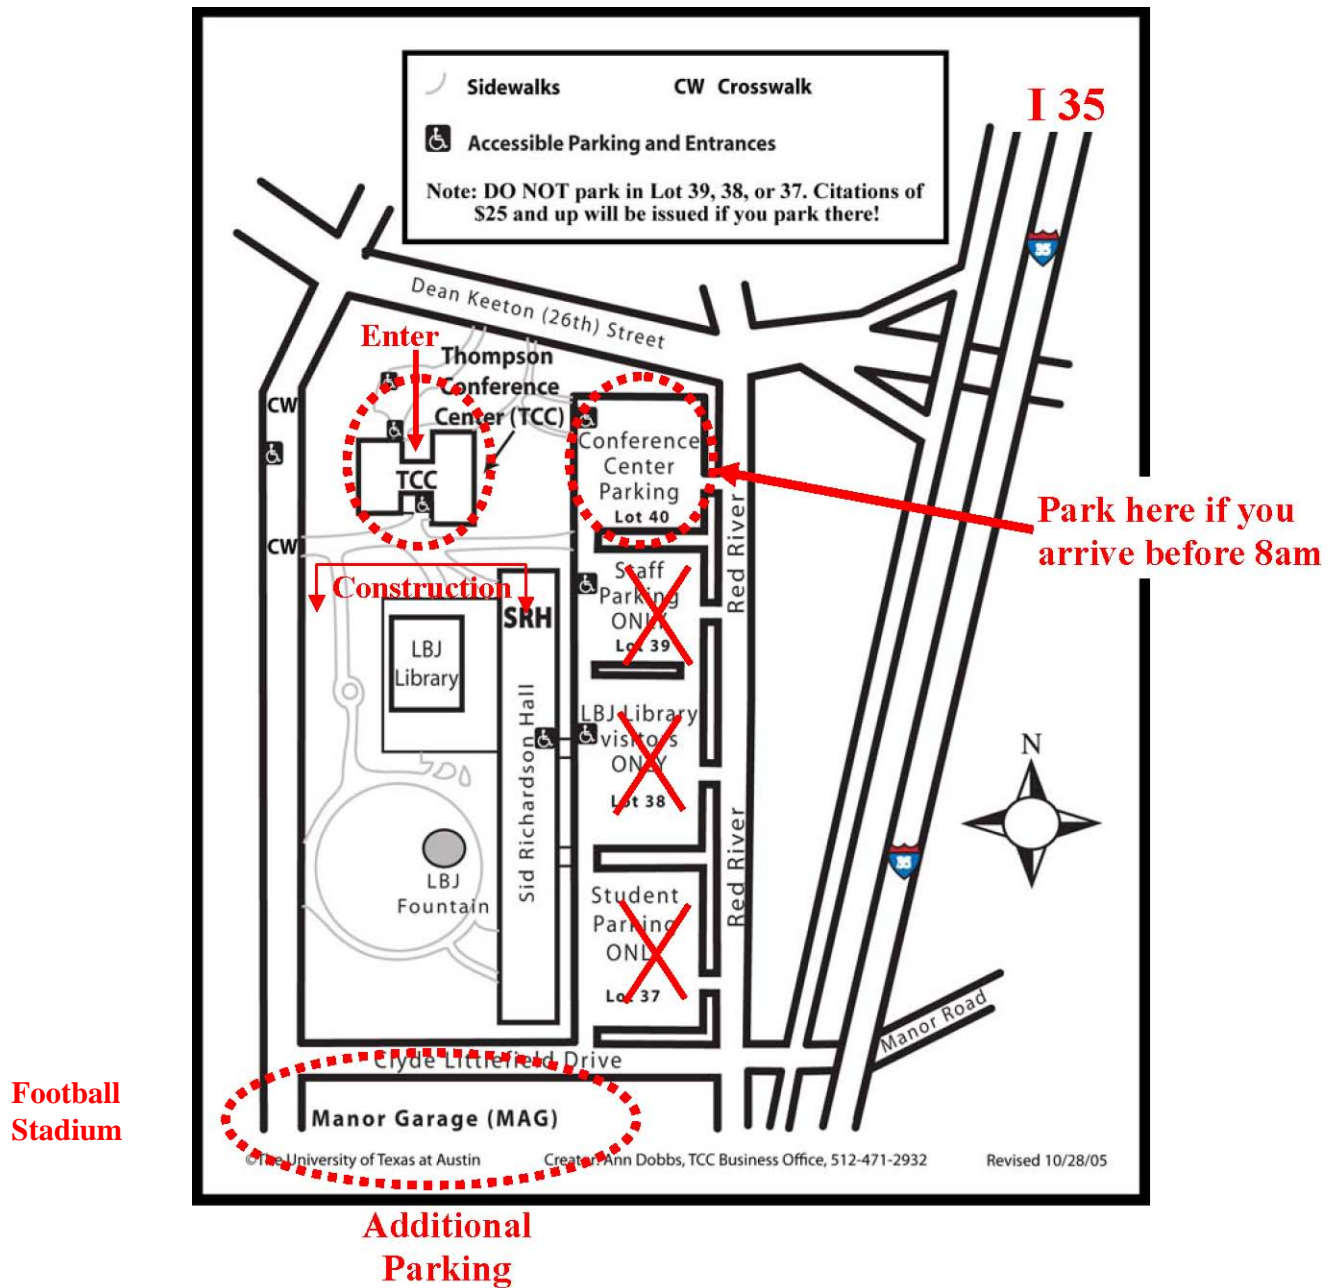 Sidewalks
CW Crosswalk
Accessible Parking and Entrances
Note: DO NOT park in Lot 39, 38, or 37. Citations of
$25 and up will be issued if you park there!
I 35
35
Dean Keeton (26th) Street
Enter
Thompson
Conference
Center (TCC)
CW
TCC
Conference
Center
Parking
Lot 40
Red River
Park here if you
arrive before 8am
CW
Construction
SRH
Staff
Parking
ONLY
Lot 39
LBJ
Library
Sid Richardson Hall
LBJ Library
visitors
ONLY
Lot 38
N
Red River
35
LBJ
Fountain
Student
Parking
ONLY
Lot 37
Manor Road
Clyde Littlefield Drive
Football
Stadium
Manor Garage (MAG)
©The University of Texas at Austin
Creator: Ann Dobbs, TCC Business Office, 512-471-2932
Revised 10/28/05
Additional
Parking